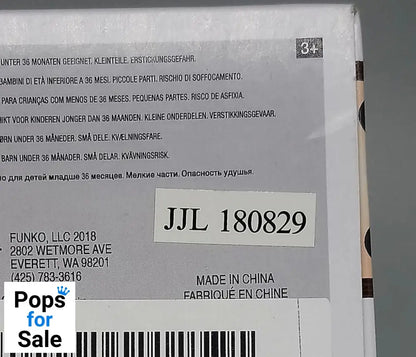 3+
UNTER 36 MONATEN GEEIGNET. KLEINTEILE. ERSTICKUNGSGEFAHR.
BAMBINI DI ETÀ INFERIORE A 36 MESI. PICCOLE PARTI. RISCHIO DI SOFFOCAMENTO.
PARA CRIANÇAS COM MENOS DE 36 MESES. PEQUENAS PARTES. RISCO DE ASFIXIA.
VOOR KINDEREN JONGER DAN 36 MAANDEN. KLEINE ONDERDELEN. VERSTIKKINGSGEVAAR.
BØRN UNDER 36 MÅNEDER. SMÅ DELE. KVÆLNINGSFARE.
BARN UNDER 36 MÅNADER. SMÅ DELAR. KVÄVNINGSRISK.
для детей младше 36 месяцев. Мелкие части. Опасность удушья.
JJL 180829
FUNKO, LLC 2018
2802 WETMORE AVE
EVERETT, WA 98201
(425) 783-3616
MADE IN CHINA
FABRIQUÉ EN CHINE
Pops
for
Sale